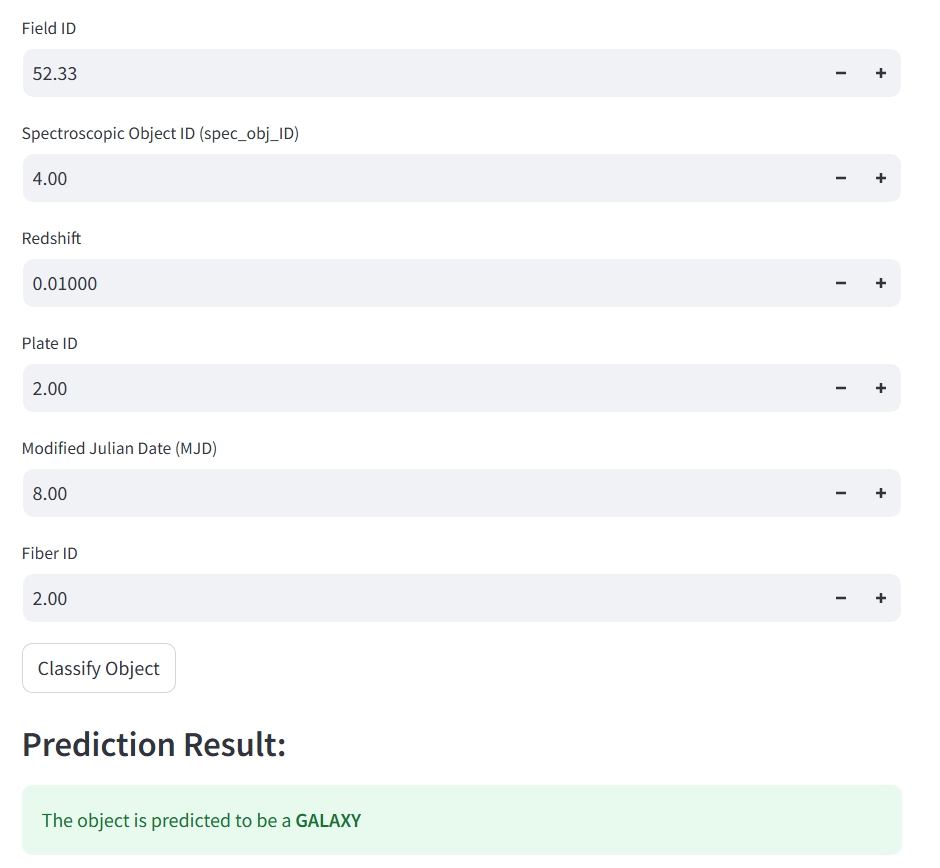 Field ID
52.33
Spectroscopic Object ID (spec_obj_ID)
4.00
Redshift
0.01000
Plate ID
2.00
Modified Julian Date (MJD)
8.00
Fiber ID
2.00
Classify Object
Prediction Result:
The object is predicted to be a GALAXY